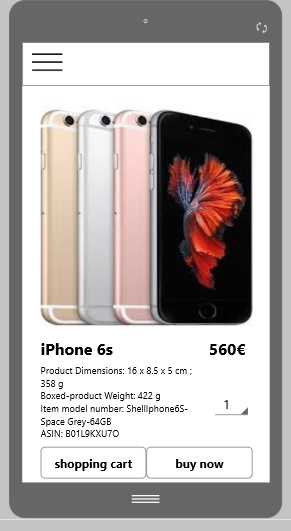 iPhone 6s 560€
Product Dimensions: 16 x 8.5 x 5 cm ;
358 g
Boxed-product Weight: 422 g
Item model number: ShellIphone6S-
Space Grey-64GB
ASIN: B01L9KXU7O
1
shopping cart buy now